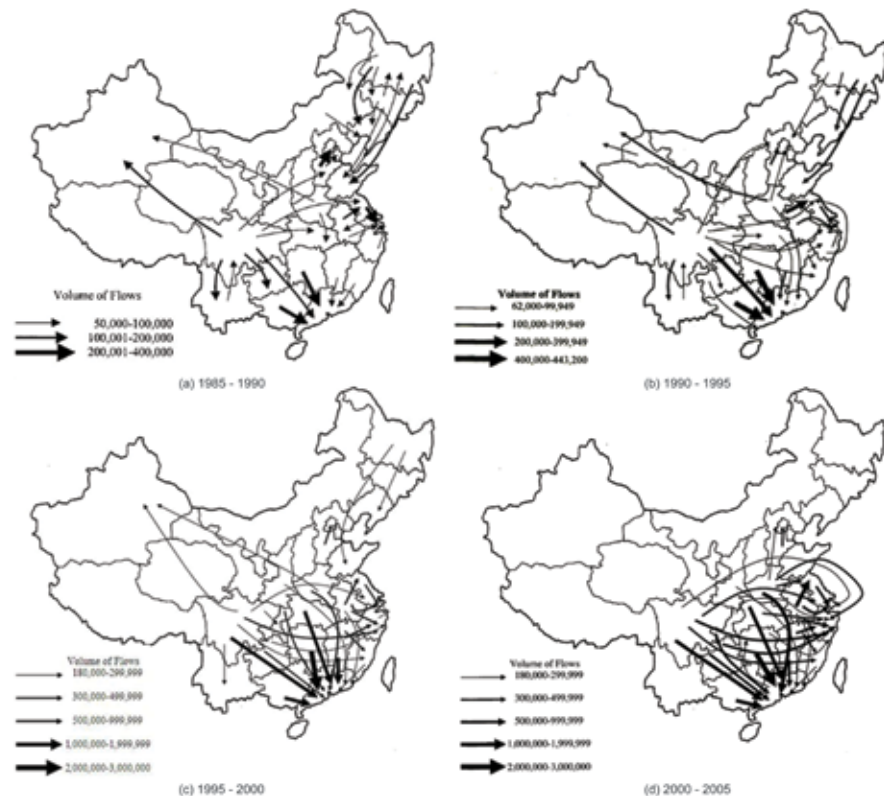 Volume of Flows
50,000-100,000
100,001-200,000
200,001-400,000
(a) 1985 - 1990
Volume of Flows
62,000-99,949
100,000-199,949
200,000-399,949
400,000-443,200
(b) 1990 - 1995
Volume of Flows
180,000-299,999
300,000-499,999
500,000-999,999
1,000,000-1,999,999
2,000,000-3,000,000
(c) 1995 - 2000
Volume of Flows
180,000-299,999
300,000-499,999
500,000-999,999
1,000,000-1,999,999
2,000,000-3,000,000
(d) 2000 - 2005